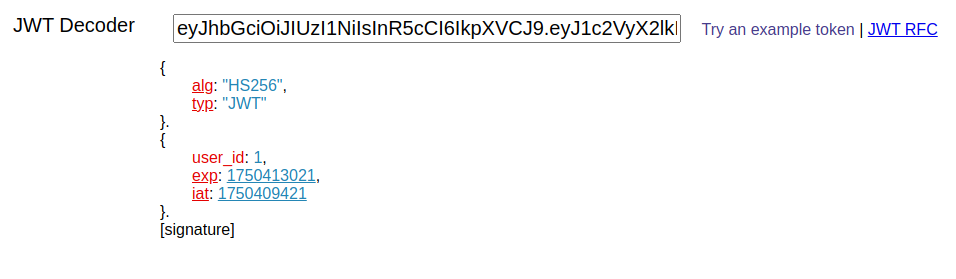 JWT Decoder
eyJhbGciOiJIUzI1NiIsInR5cCI6IkpXVCJ9.eyJ1c2VyX2lkI
Try an example token | JWT RFC
{
alg: "HS256",
typ: "JWT"
}.
{
user_id: 1,
exp: 1750413021,
iat: 1750409421
}.
[signature]